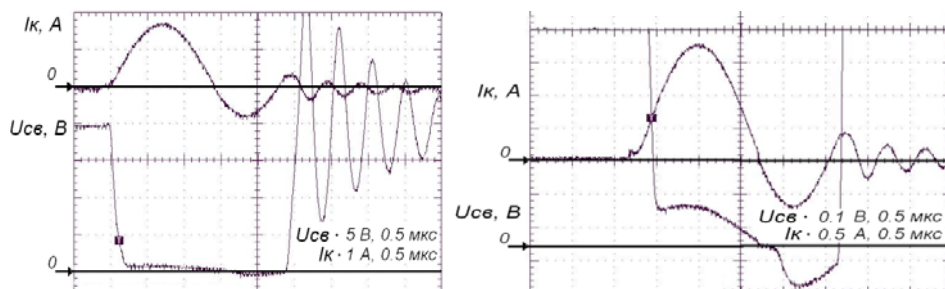 Iк, А
0
Uсв, В
0
Uсв · 5 В, 0.5 мкс
Iк · 1 А, 0.5 мкс
Iк, А
0
Uсв, В
0
Uсв · 0.1 В, 0.5 мкс
Iк · 0.5 А, 0.5 мкс